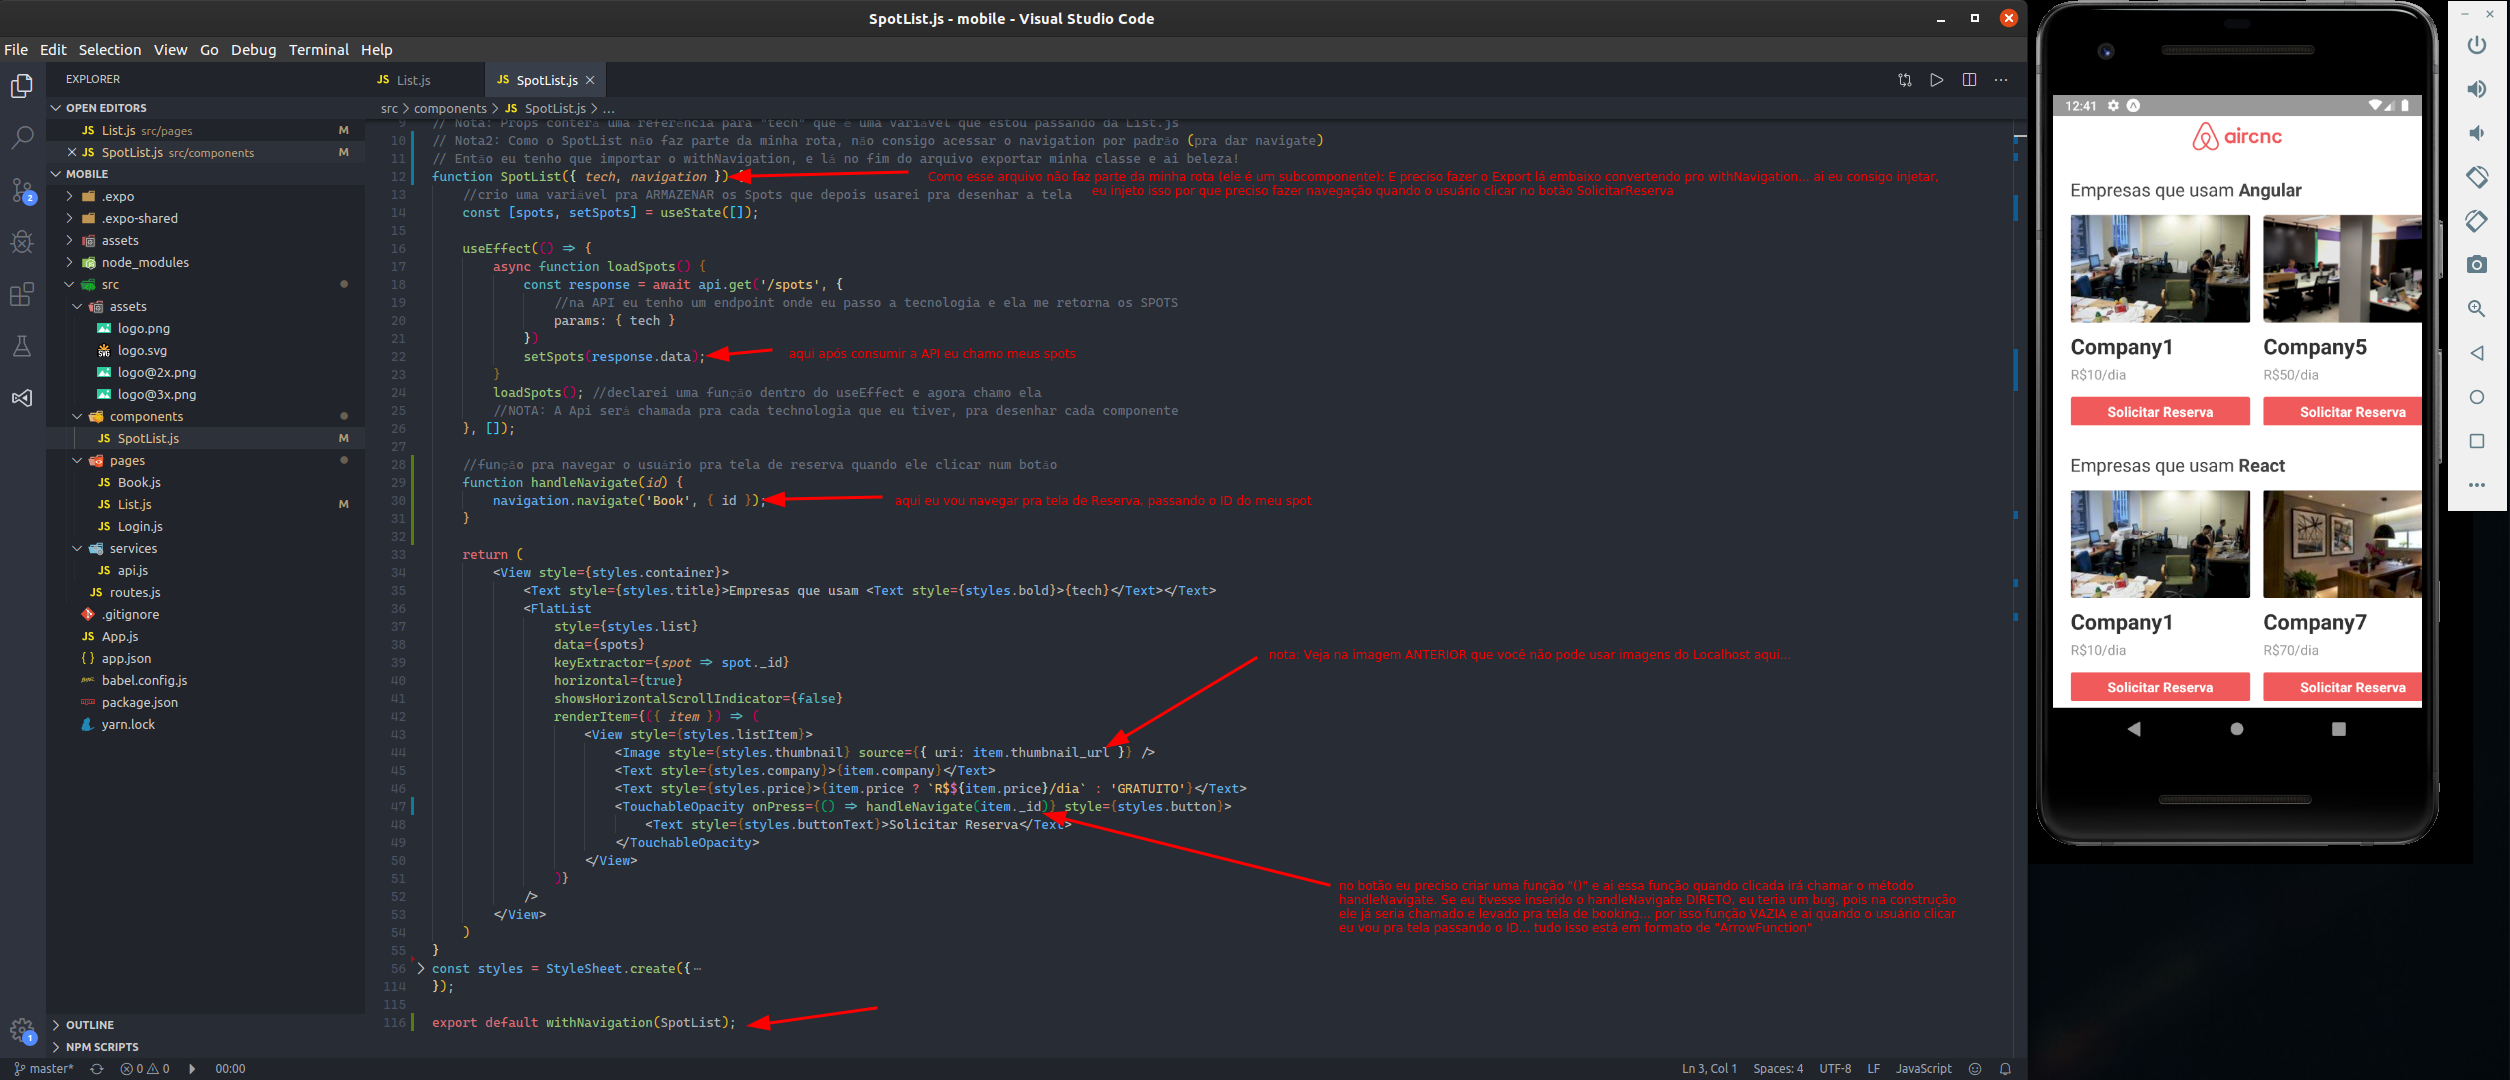 SpotList.js - mobile - Visual Studio Code
File Edit Selection View Go Debug Terminal Help
EXPLORER
OPEN EDITORS
JS List.js src/pages M
JS SpotList.js src/components M
MOBILE
.expo
.expo-shared
assets
node_modules
src
assets
logo.png
logo.svg
logo@2x.png
logo@3x.png
components
JS SpotList.js M
pages
JS Book.js
JS List.js M
JS Login.js
services
JS api.js
JS routes.js
.gitignore
JS App.js
{ } app.json
babel.config.js
package.json
yarn.lock
OUTLINE
NPM SCRIPTS
JS List.js JS SpotList.js
src > components > JS SpotList.js > ...
9 // Nota: Props conterá uma referência para "tech" que é uma variável que estou passando da List.js
10 // Nota2: Como o SpotList não faz parte da minha rota, não consigo acessar o navigation por padrão (pra dar navigate)
11 // Então eu tenho que importar o withNavigation, e lá no fim do arquivo exportar minha classe e ai beleza!
12 function SpotList({ tech, navigation }) 
Como esse arquivo não faz parte da minha rota (ele é um subcomponente): E preciso fazer o Export lá embaixo convertendo pro withNavigation... ai eu consigo injetar,
eu injeto isso por que preciso fazer navegação quando o usuário clicar no botão SolicitarReserva
13 //crio uma variável pra ARMAZENAR os Spots que depois usarei pra desenhar a tela
14 const [spots, setSpots] = useState([]);
15
16 useEffect(() => {
17 async function loadSpots() {
18 const response = await api.get('/spots', {
19 //na API eu tenho um endpoint onde eu passo a tecnologia e ela me retorna os SPOTS
20 params: { tech }
21 })
22 setSpots(response.data);
aqui após consumir a API eu chamo meus spots
23 }
24 loadSpots(); //declarei uma função dentro do useEffect e agora chamo ela
25 //NOTA: A Api será chamada pra cada technologia que eu tiver, pra desenhar cada componente
26 }, []);
27
28 //função pra navegar o usuário pra tela de reserva quando ele clicar num botão
29 function handleNavigate(id) {
30 navigation.navigate('Book', { id });
aqui eu vou navegar pra tela de Reserva, passando o ID do meu spot
31 }
32
33 return (
34 <View style={styles.container}>
35 <Text style={styles.title}>Empresas que usam <Text style={styles.bold}>{tech}</Text></Text>
36 <FlatList
37 style={styles.list}
38 data={spots}
39 keyExtractor={spot => spot._id}
nota: Veja na imagem ANTERIOR que você não pode usar imagens do Localhost aqui...
40 horizontal={true}
41 showsHorizontalScrollIndicator={false}
42 renderItem={({ item }) => (
43 <View style={styles.listItem}>
44 <Image style={styles.thumbnail} source={{ uri: item.thumbnail_url }} />
45 <Text style={styles.company}>{item.company}</Text>
46 <Text style={styles.price}>{item.price ? `R$${item.price}/dia` : 'GRATUITO'}</Text>
47 <TouchableOpacity onPress={() => handleNavigate(item._id)} style={styles.button}>
48 <Text style={styles.buttonText}>Solicitar Reserva</Text>
49 </TouchableOpacity>
50 </View>
51 )}
no botão eu preciso criar uma função "()" e ai essa função quando clicada irá chamar o método
handleNavigate. Se eu tivesse inserido o handleNavigate DIRETO, eu teria um bug, pois na construção
ele já seria chamado e levado pra tela de booking... por isso função VAZIA e ai quando o usuário clicar
eu vou pra tela passando o ID... tudo isso está em formato de "ArrowFunction"
52 />
53 </View>
54 )
55 }
56 const styles = StyleSheet.create({…
114 });
115
116 export default withNavigation(SpotList);
master* 0 0 00:00
Ln 3, Col 1 Spaces: 4 UTF-8 LF JavaScript
2
1
12:41
aircnc
Empresas que usam Angular
Company1 Company5
R$10/dia R$50/dia
Solicitar Reserva Solicitar Reserva
Empresas que usam React
Company1 Company7
R$10/dia R$70/dia
Solicitar Reserva Solicitar Reserva